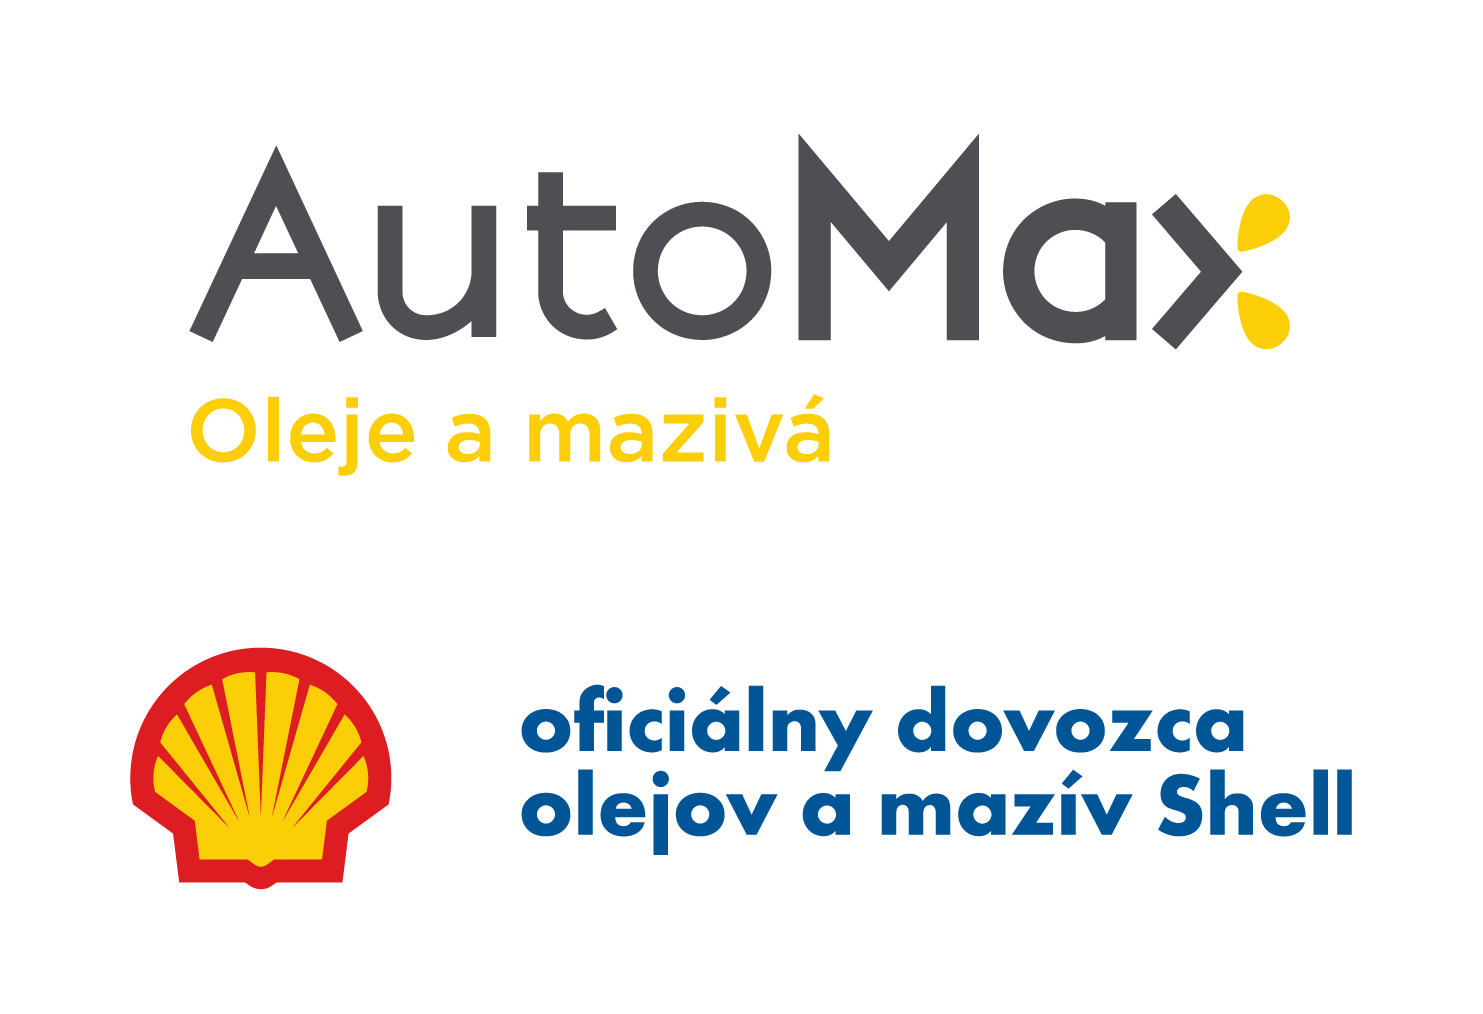 AutoMax
Oleje a mazivá
oficiálny dovozca
olejov a mazív Shell